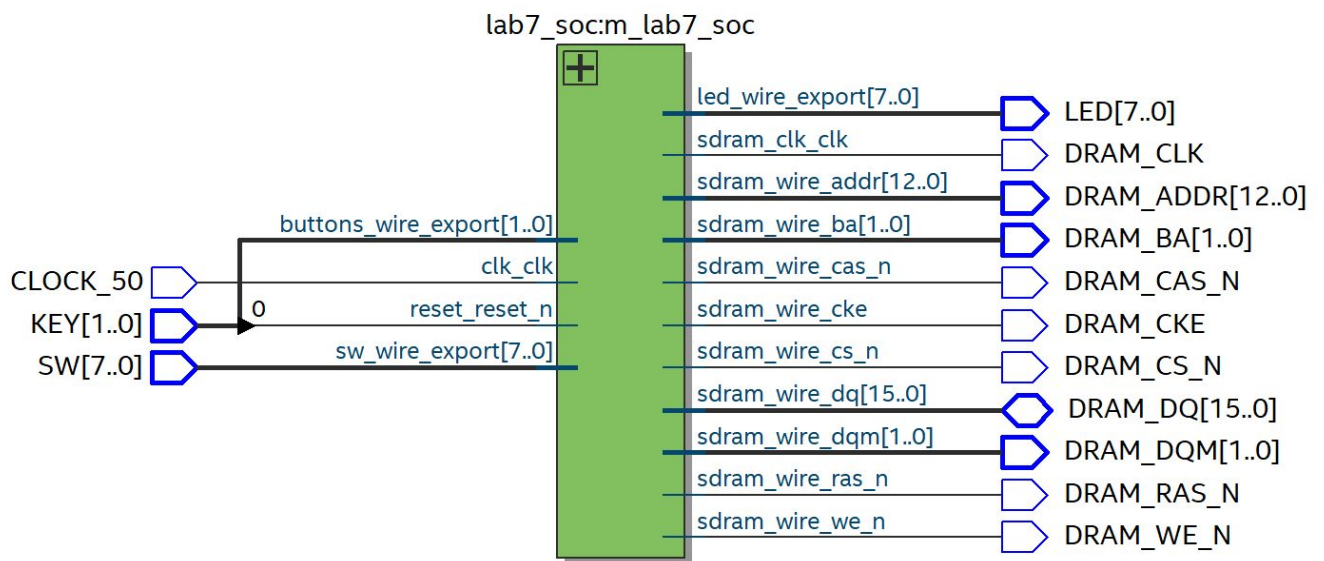 lab7_soc:m_lab7_soc
led_wire_export[7..0]
LED[7..0]
sdram_clk_clk
DRAM_CLK
sdram_wire_addr[12..0]
DRAM_ADDR[12..0]
buttons_wire_export[1..0]
sdram_wire_ba[1..0]
DRAM_BA[1..0]
CLOCK_50
clk_clk
sdram_wire_cas_n
DRAM_CAS_N
KEY[1..0]
0
reset_reset_n
sdram_wire_cke
DRAM_CKE
SW[7..0]
sw_wire_export[7..0]
sdram_wire_cs_n
DRAM_CS_N
sdram_wire_dq[15..0]
DRAM_DQ[15..0]
sdram_wire_dqm[1..0]
DRAM_DQM[1..0]
sdram_wire_ras_n
DRAM_RAS_N
sdram_wire_we_n
DRAM_WE_N